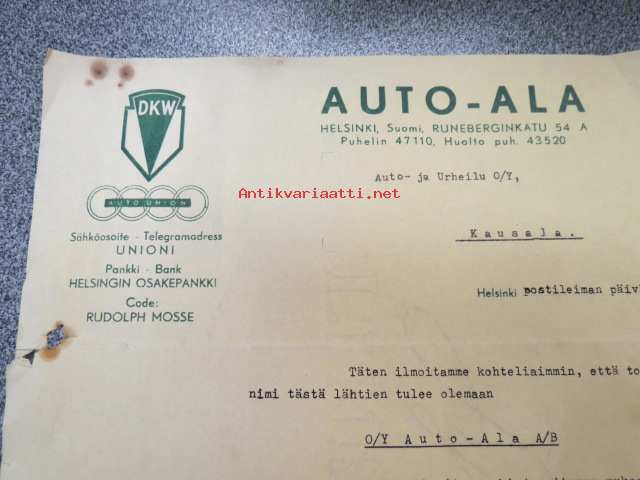 DKW
AUTO UNION
Sähköosoite - Telegramadress
UNIONI
Pankki - Bank
HELSINGIN OSAKEPANKKI
Code:
RUDOLPH MOSSE
AUTO-ALA
HELSINKI, Suomi, RUNEBERGINKATU 54 A
Puhelin 47110, Huolto puh. 43520
Antikvariaatti.net
Auto- ja Urheilu O/Y,
Kausala.
Helsinki postileiman päiv
Täten ilmoitamme kohteliaimmin, että to
nimi tästä lähtien tulee olemaan
O/Y Auto-Ala A/B